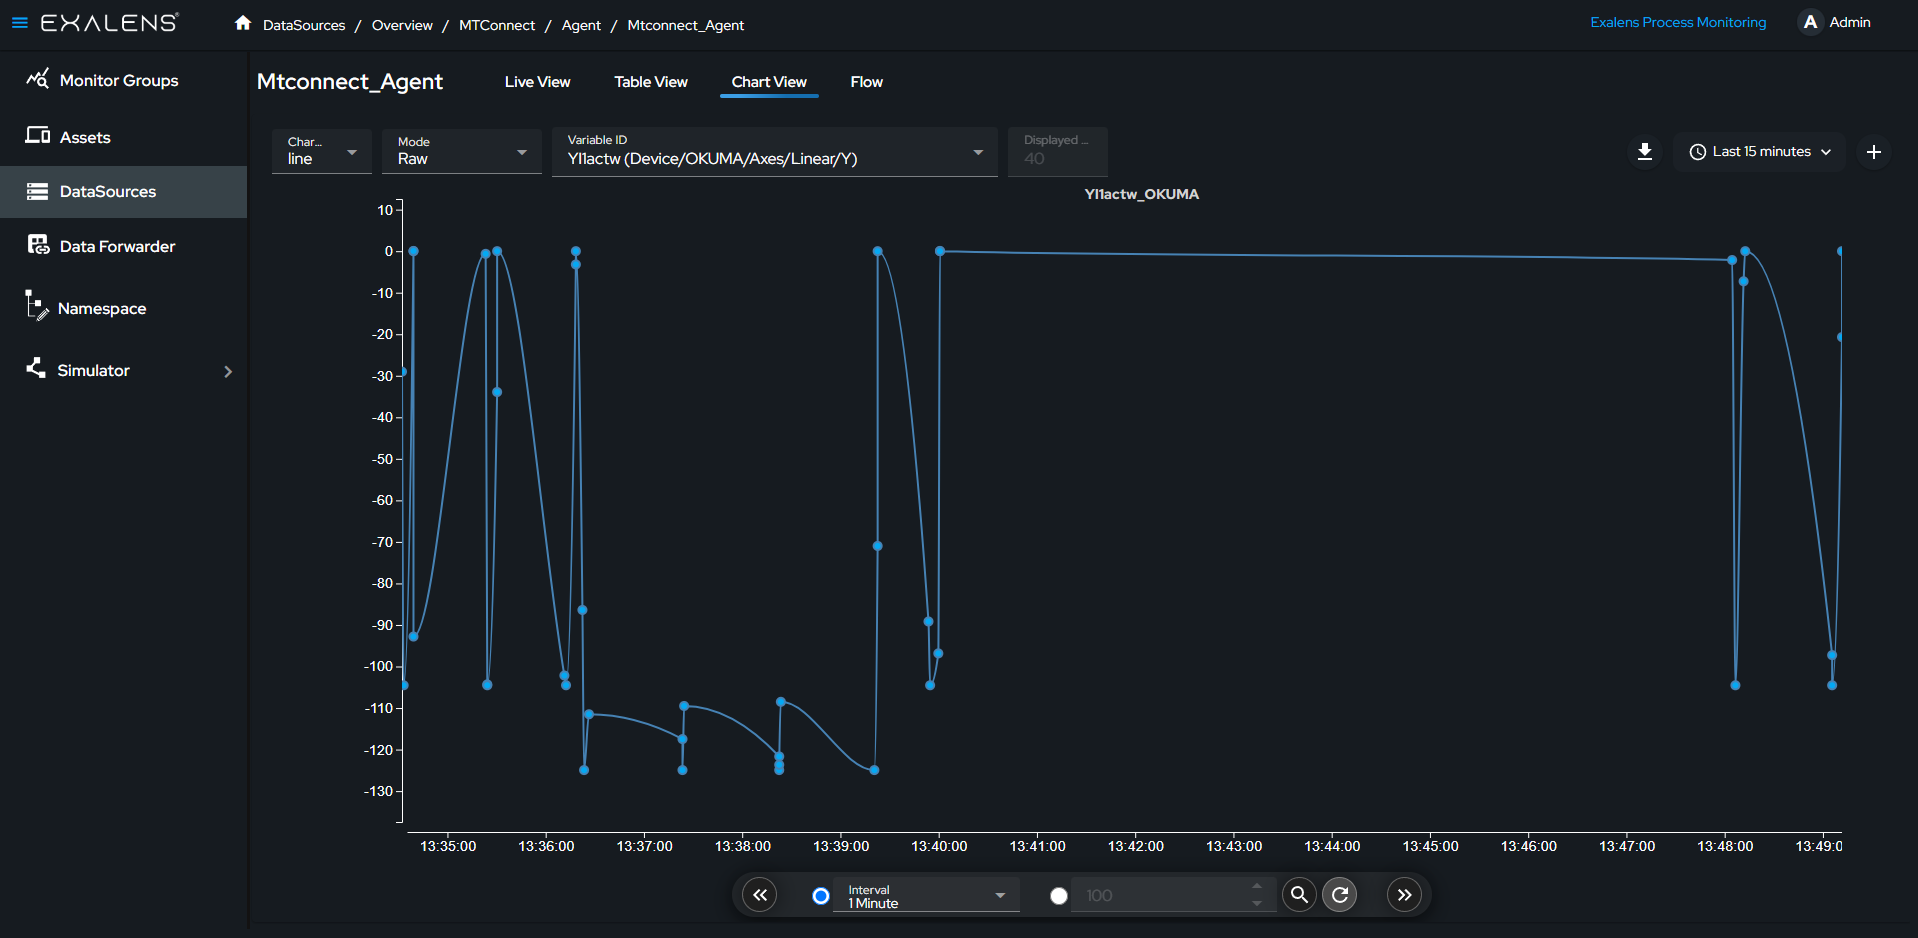 EXALENS
DataSources / Overview / MTConnect / Agent / Mtconnect_Agent
Exalens Process Monitoring
A Admin
Monitor Groups
Assets
DataSources
Data Forwarder
Namespace
Simulator
Mtconnect_Agent
Live View
Table View
Chart View
Flow
Char...
line
Mode
Raw
Variable ID
Yl1actw (Device/OKUMA/Axes/Linear/Y)
Displayed ...
40
Last 15 minutes
Yl1actw_OKUMA
10
0
-10
-20
-30
-40
-50
-60
-70
-80
-90
-100
-110
-120
-130
13:35:00 13:36:00 13:37:00 13:38:00 13:39:00 13:40:00 13:41:00 13:42:00 13:43:00 13:44:00 13:45:00 13:46:00 13:47:00 13:48:00 13:49:0
Interval
1 Minute
100